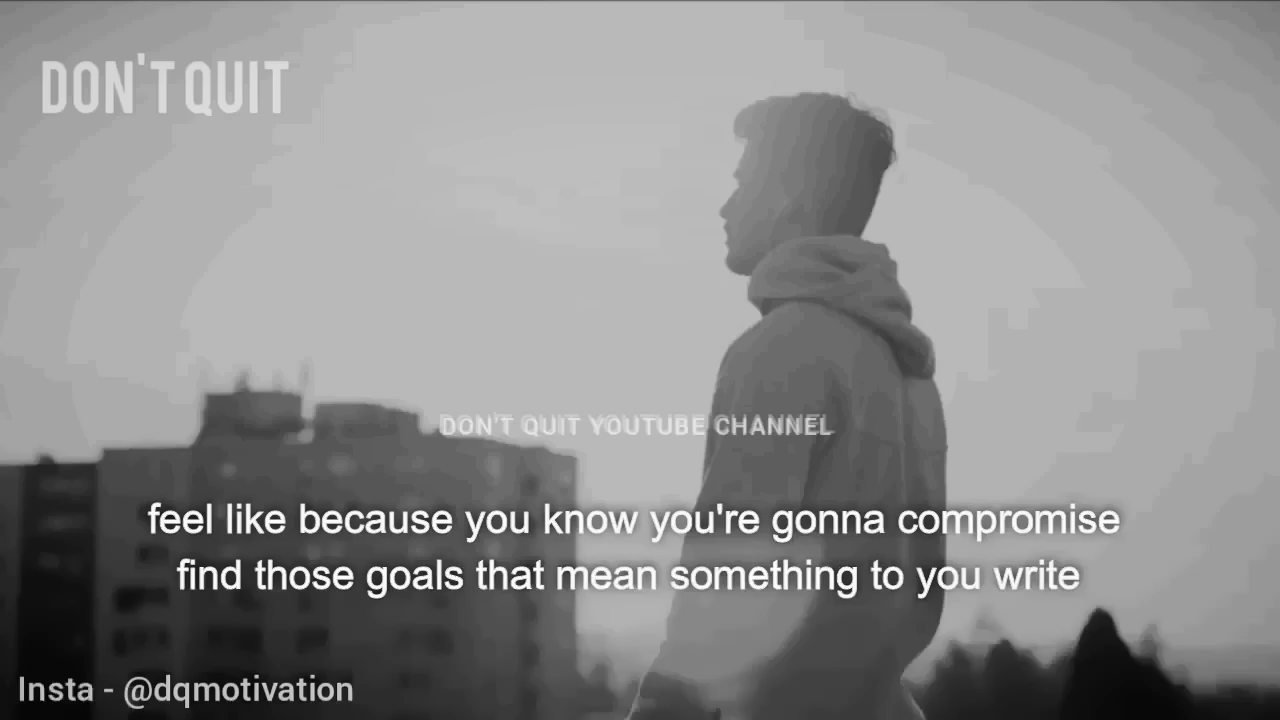 DON'T QUIT
DON'T QUIT YOUTUBE CHANNEL
feel like because you know you're gonna compromise
find those goals that mean something to you write
Insta - @dqmotivation